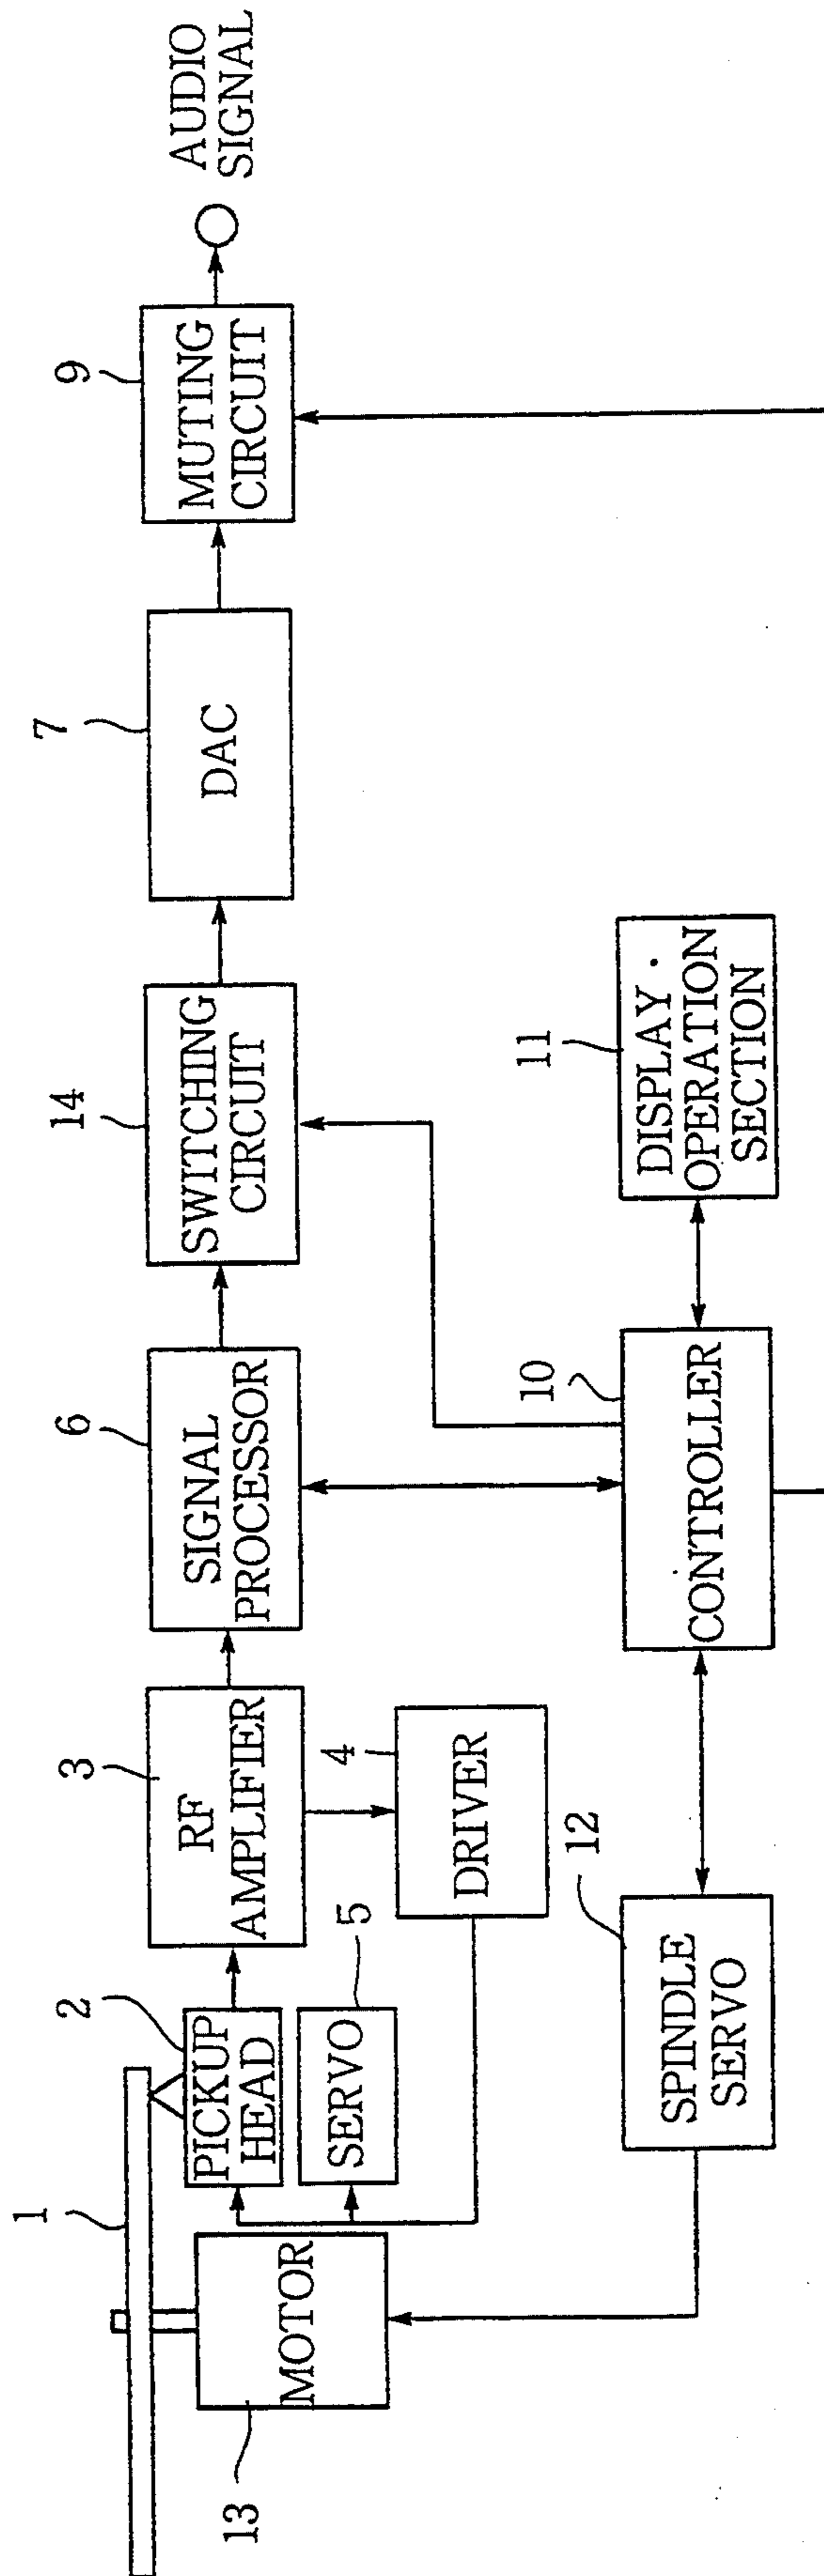 1
13
MOTOR
2
PICKUP
HEAD
5
SERVO
3
RF
AMPLIFIER
4
DRIVER
12
SPINDLE
SERVO
6
SIGNAL
PROCESSOR
10
CONTROLLER
14
SWITCHING
CIRCUIT
11
DISPLAY ·
OPERATION
SECTION
7
DAC
9
MUTING
CIRCUIT
AUDIO
SIGNAL